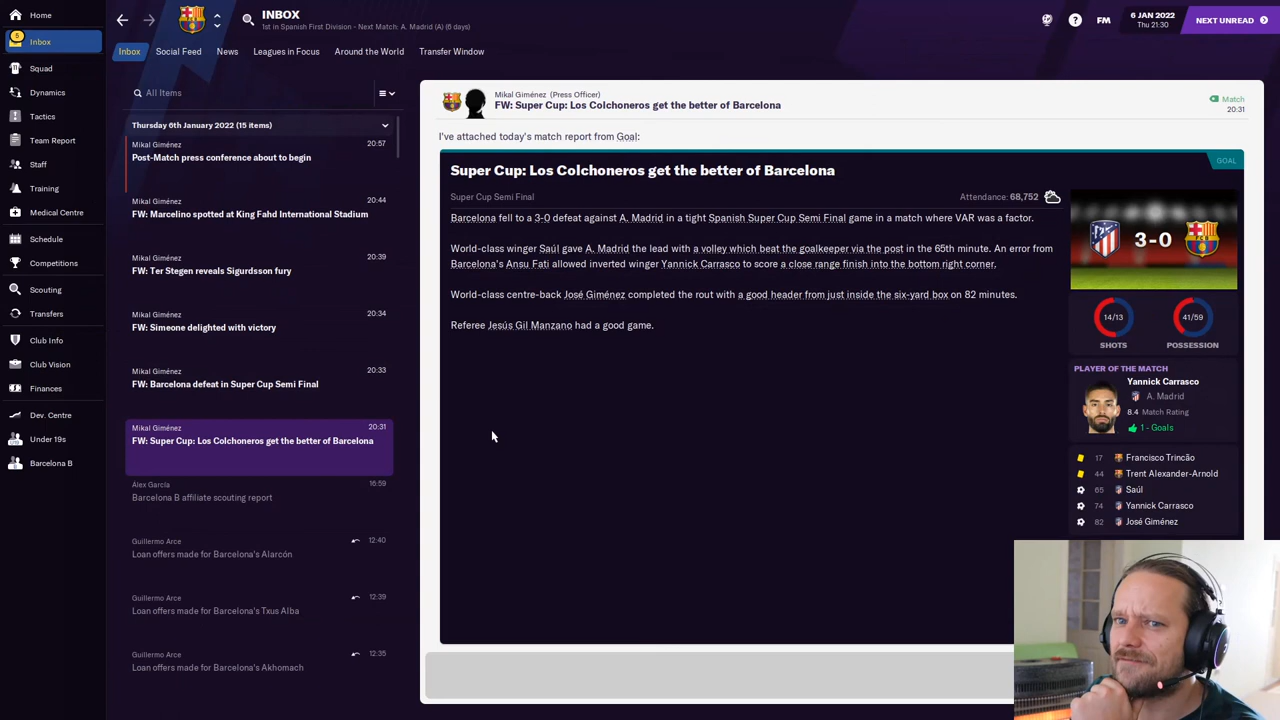 INBOX
1st in Spanish First Division - Next Match: A. Madrid (A) (6 days)
FM
6 JAN 2022
Thu 21:30
NEXT UNREAD
Home
5
Inbox
Squad
Dynamics
Tactics
Team Report
Staff
Training
Medical Centre
Schedule
Competitions
Scouting
Transfers
Club Info
Club Vision
Finances
Dev. Centre
Under 19s
Barcelona B
Inbox
Social Feed
News
Leagues in Focus
Around the World
Transfer Window
All Items
Thursday 6th January 2022 (15 items)
Mikal Giménez 20:57
Post-Match press conference about to begin
Mikal Giménez 20:44
FW: Marcelino spotted at King Fahd International Stadium
Mikal Giménez 20:39
FW: Ter Stegen reveals Sigurdsson fury
Mikal Giménez 20:34
FW: Simeone delighted with victory
Mikal Giménez 20:33
FW: Barcelona defeat in Super Cup Semi Final
Mikal Giménez 20:31
FW: Super Cup: Los Colchoneros get the better of Barcelona
Álex García 16:59
Barcelona B affiliate scouting report
Guillermo Arce 12:40
Loan offers made for Barcelona's Alarcón
Guillermo Arce 12:39
Loan offers made for Barcelona's Txus Alba
Guillermo Arce 12:35
Loan offers made for Barcelona's Akhomach
Mikal Giménez (Press Officer)
FW: Super Cup: Los Colchoneros get the better of Barcelona
Match
20:31
I've attached today's match report from Goal:
GOAL
Super Cup: Los Colchoneros get the better of Barcelona
Super Cup Semi Final
Attendance: 68,752
Barcelona fell to a 3-0 defeat against A. Madrid in a tight Spanish Super Cup Semi Final game in a match where VAR was a factor.
World-class winger Saúl gave A. Madrid the lead with a volley which beat the goalkeeper via the post in the 65th minute. An error from
Barcelona's Ansu Fati allowed inverted winger Yannick Carrasco to score a close range finish into the bottom right corner.
World-class centre-back José Giménez completed the rout with a good header from just inside the six-yard box on 82 minutes.
Referee Jesús Gil Manzano had a good game.
3-0
14/13
SHOTS
41/59
POSSESSION
PLAYER OF THE MATCH
Yannick Carrasco
A. Madrid
8.4 Match Rating
1 - Goals
17 Francisco Trincão
44 Trent Alexander-Arnold
65 Saúl
74 Yannick Carrasco
82 José Giménez